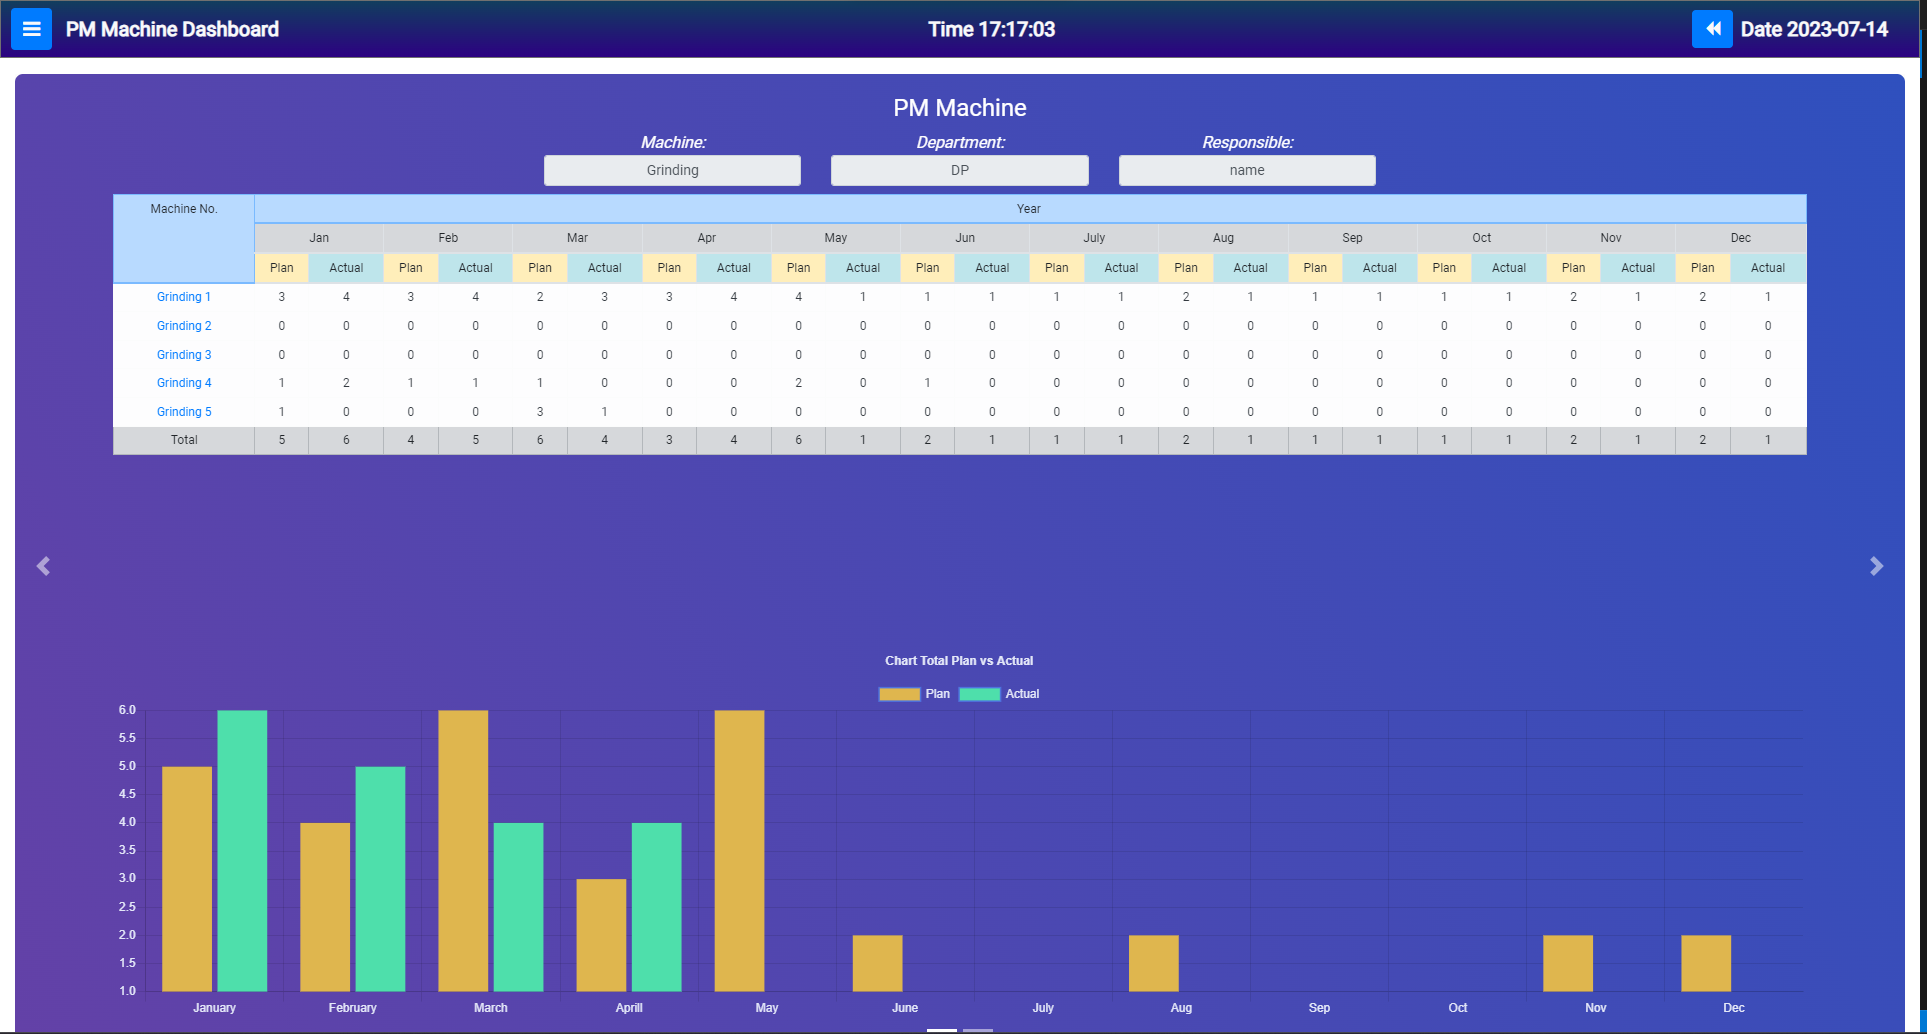 PM Machine Dashboard Time 17:17:03 Date 2023-07-14
PM Machine
Machine: Department: Responsible:
Grinding DP name
Machine No. Year
Jan Feb Mar Apr May Jun July Aug Sep Oct Nov Dec
Plan Actual Plan Actual Plan Actual Plan Actual Plan Actual Plan Actual Plan Actual Plan Actual Plan Actual Plan Actual Plan Actual Plan Actual
Grinding 1 3 4 3 4 2 3 3 4 4 1 1 1 1 1 2 1 1 1 1 1 2 1 2 1
Grinding 2 0 0 0 0 0 0 0 0 0 0 0 0 0 0 0 0 0 0 0 0 0 0 0 0
Grinding 3 0 0 0 0 0 0 0 0 0 0 0 0 0 0 0 0 0 0 0 0 0 0 0 0
Grinding 4 1 2 1 1 1 0 0 0 2 0 1 0 0 0 0 0 0 0 0 0 0 0 0 0
Grinding 5 1 0 0 0 3 1 0 0 0 0 0 0 0 0 0 0 0 0 0 0 0 0 0 0
Total 5 6 4 5 6 4 3 4 6 1 2 1 1 1 2 1 1 1 1 1 2 1 2 1
Chart Total Plan vs Actual
Plan Actual
6.0
5.5
5.0
4.5
4.0
3.5
3.0
2.5
2.0
1.5
1.0
January February March Aprill May June July Aug Sep Oct Nov Dec